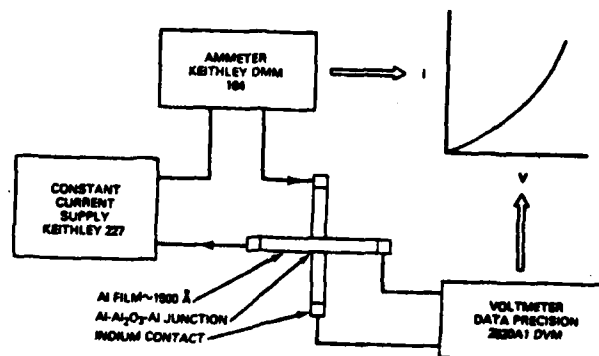 AMMETER
KEITHLEY DMM
I
CONSTANT
CURRENT
SUPPLY
KEITHLEY 227
V
Al FILM~ Å
Al-Al₂O₃-Al JUNCTION
INDIUM CONTACT
VOLTMETER
DATA PRECISION
DVM